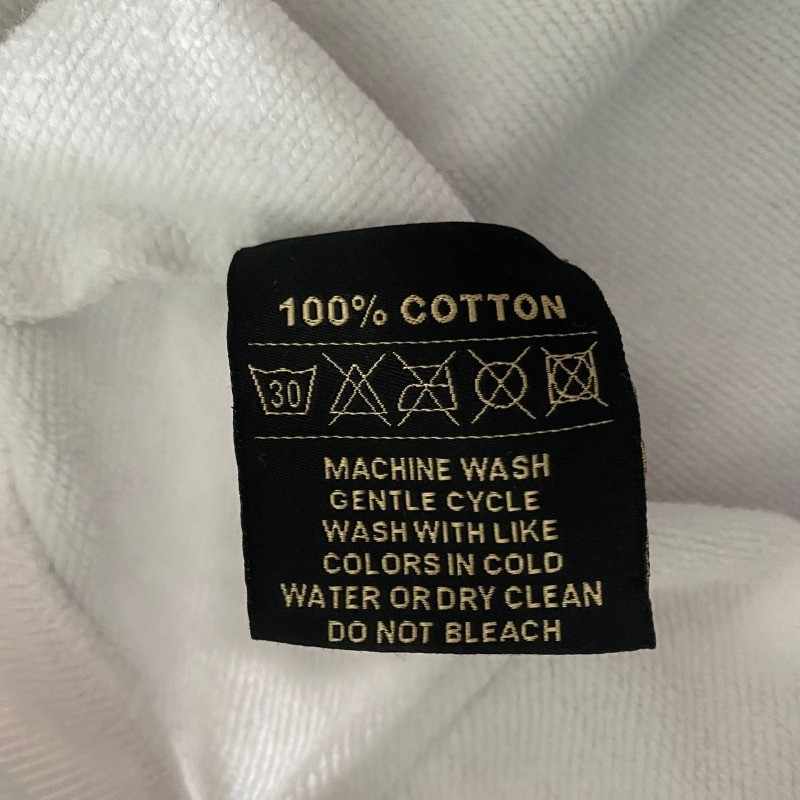 100% COTTON
30
MACHINE WASH
GENTLE CYCLE
WASH WITH LIKE
COLORS IN COLD
WATER OR DRY CLEAN
DO NOT BLEACH